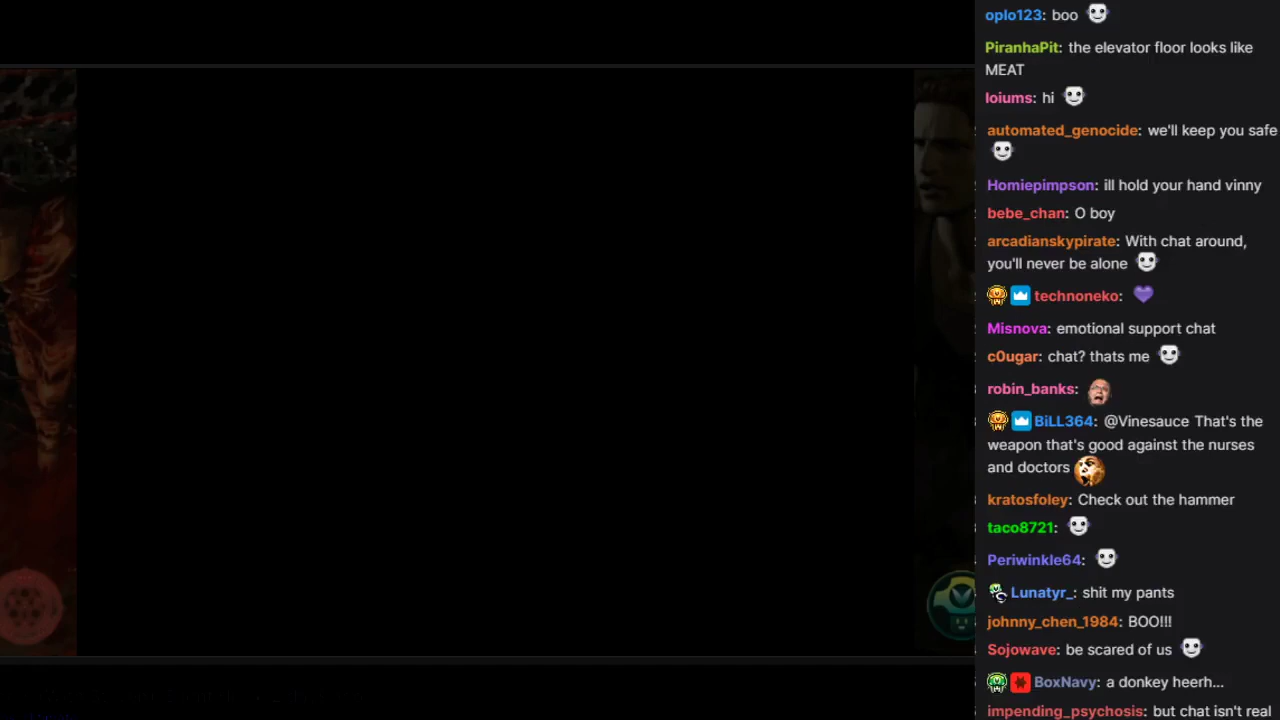 oplo123: boo
PiranhaPit: the elevator floor looks like
MEAT
loiums: hi
automated_genocide: we'll keep you safe
Homiepimpson: ill hold your hand vinny
bebe_chan: O boy
arcadianskypirate: With chat around,
you'll never be alone
technoneko:
Misnova: emotional support chat
c0ugar: chat? thats me
robin_banks:
BiLL364: @Vinesauce That's the
weapon that's good against the nurses
and doctors
kratosfoley: Check out the hammer
taco8721:
Periwinkle64:
Lunatyr_: shit my pants
johnny_chen_1984: BOO!!!
Sojowave: be scared of us
BoxNavy: a donkey heerh...
impending_psychosis: but chat isn't real